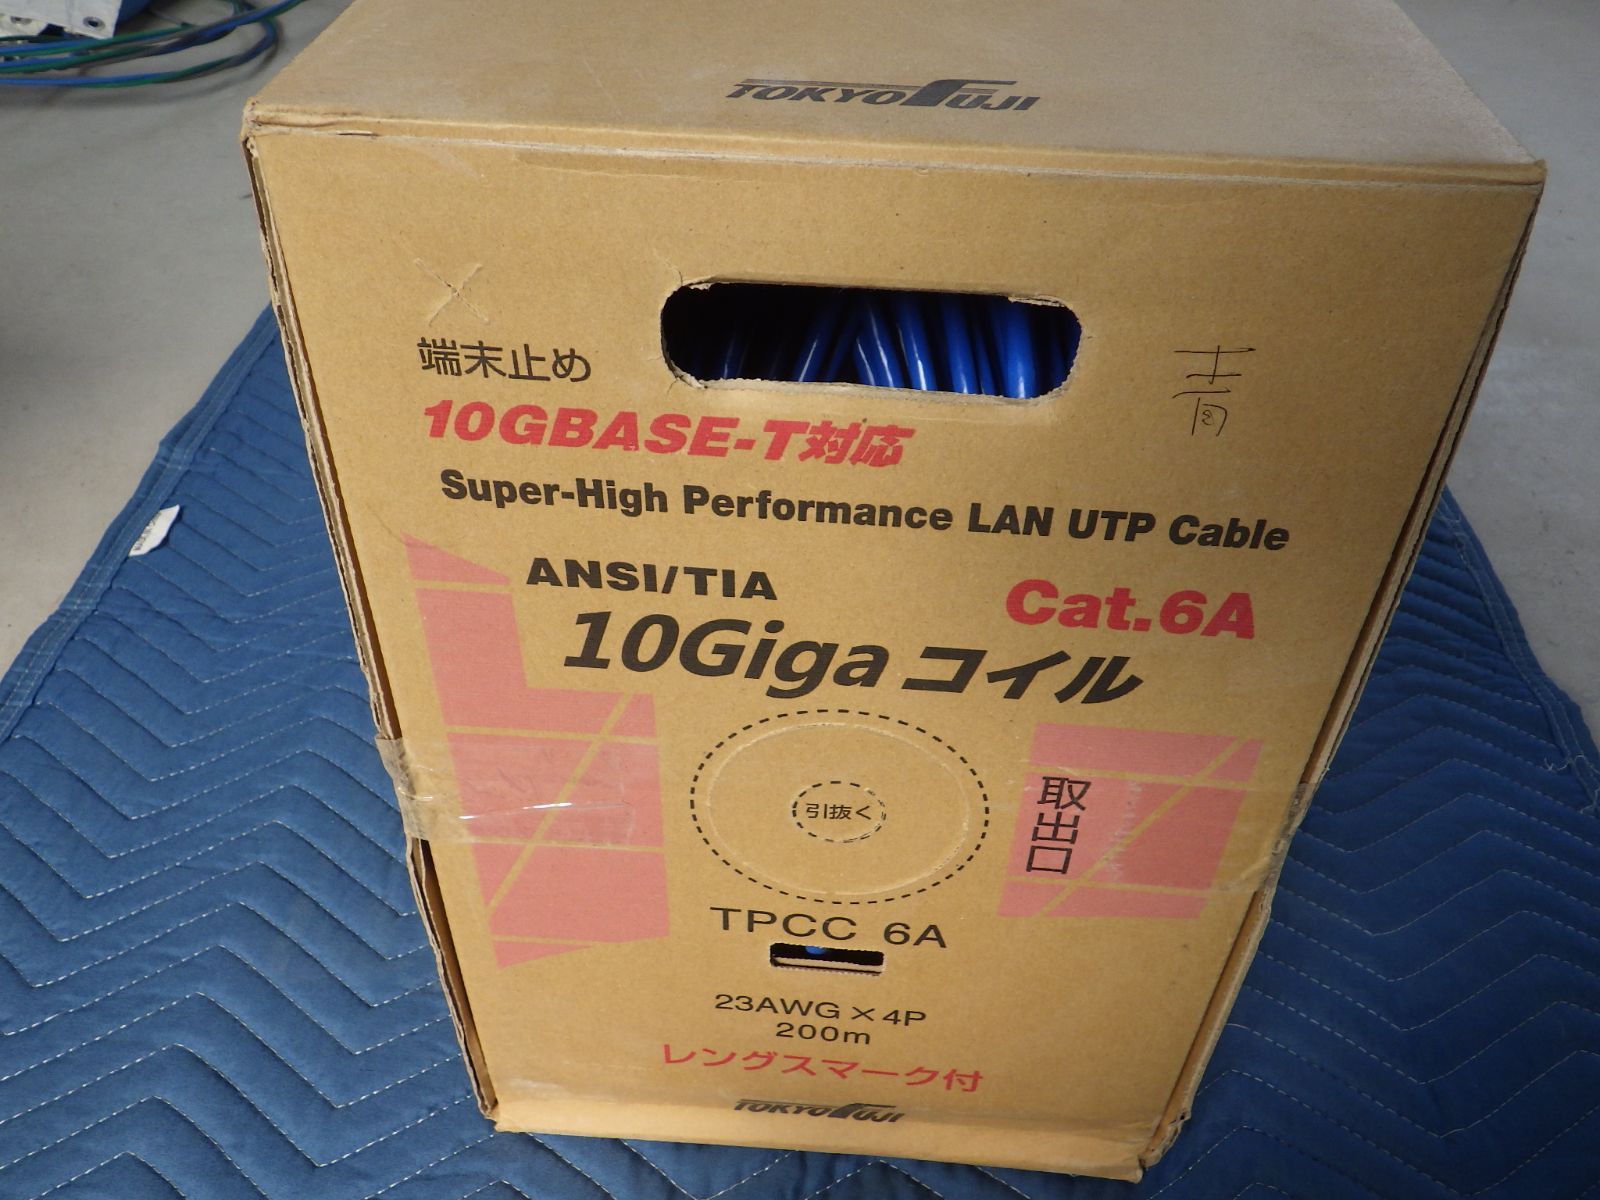 TOKYO FUJI
端末止め
青
10GBASE-T対応
Super-High Performance LAN UTP Cable
ANSI/TIA
Cat.6A
10Gigaコイル
引抜く
取出口
TPCC 6A
23AWG×4P
200m
レングスマーク付
TOKYO FUJI